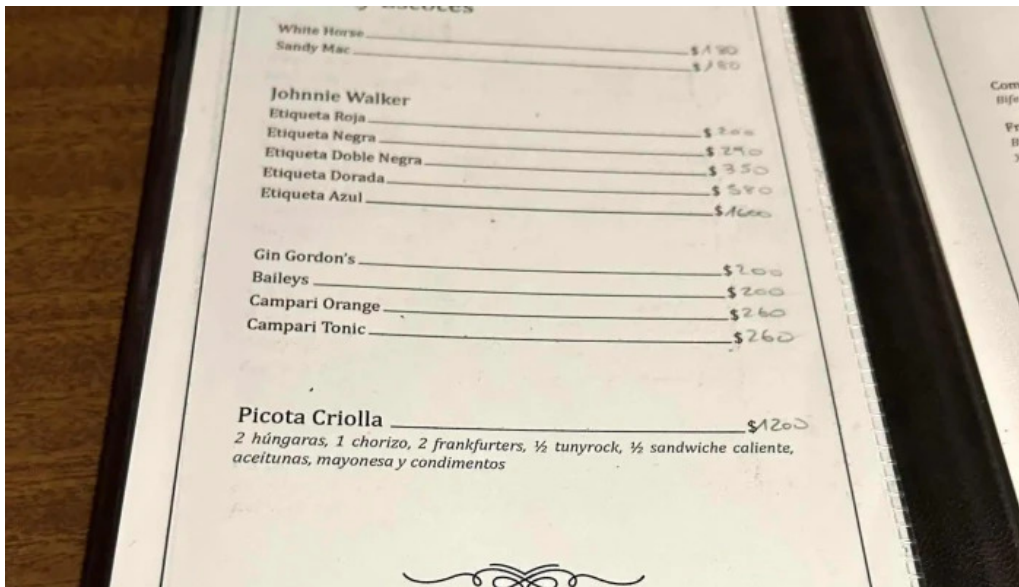 Escoces
White Horse $180
Sandy Mac $180
Johnnie Walker
Etiqueta Roja $200
Etiqueta Negra $290
Etiqueta Doble Negra $350
Etiqueta Dorada $580
Etiqueta Azul $1600
Gin Gordon's $200
Baileys $200
Campari Orange $260
Campari Tonic $260
Picota Criolla $1200
2 húngaras, 1 chorizo, 2 frankfurters, ½ tunyrock, ½ sandwiche caliente,
aceitunas, mayonesa y condimentos